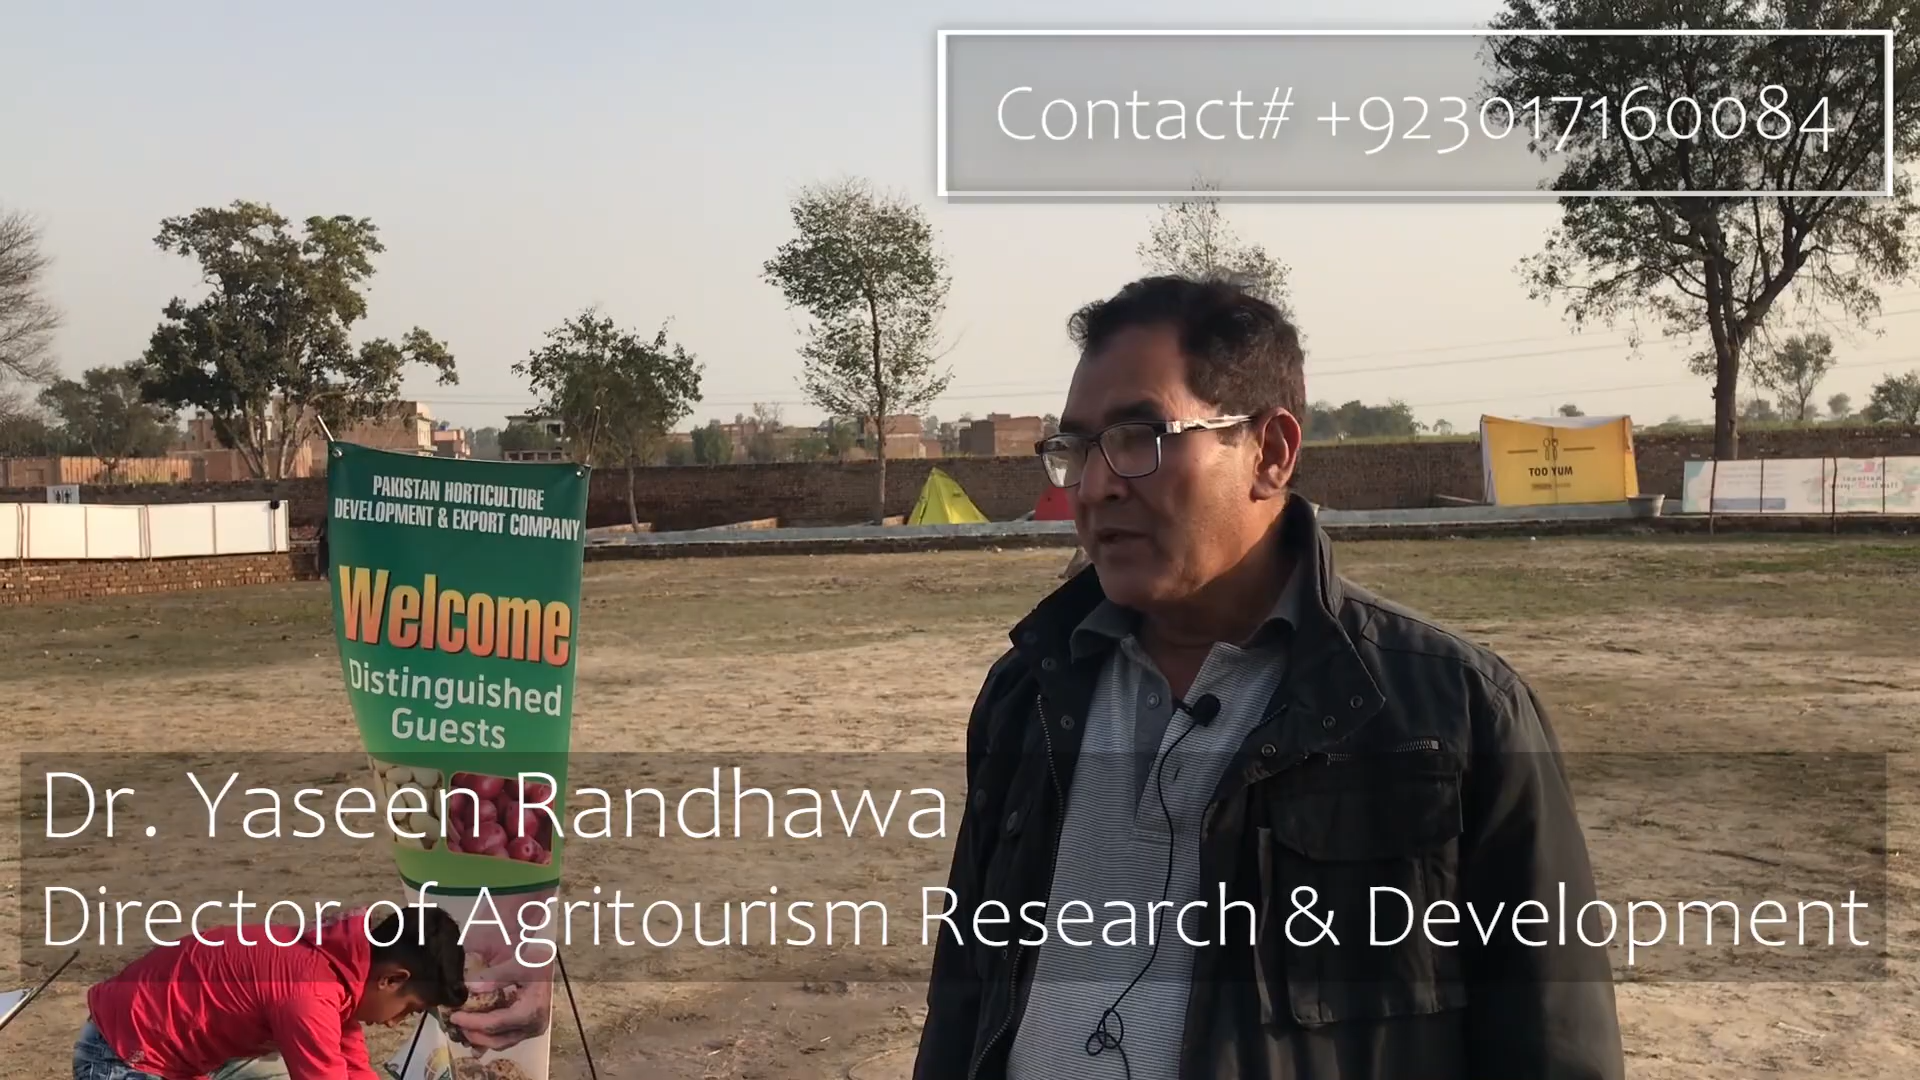 Contact# +923017160084
PAKISTAN HORTICULTURE
DEVELOPMENT & EXPORT COMPANY
Welcome
Distinguished
Guests
TOO YUM
Dr. Yaseen Randhawa
Director of Agritourism Research & Development